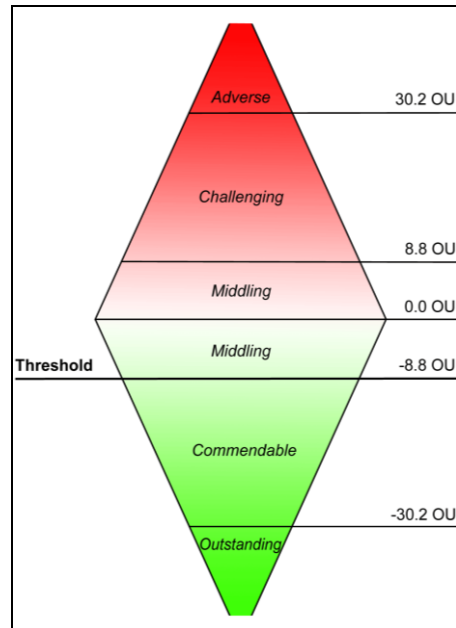 Adverse
30.2 OU
Challenging
8.8 OU
Middling
0.0 OU
Middling
Threshold
-8.8 OU
Commendable
-30.2 OU
Outstanding